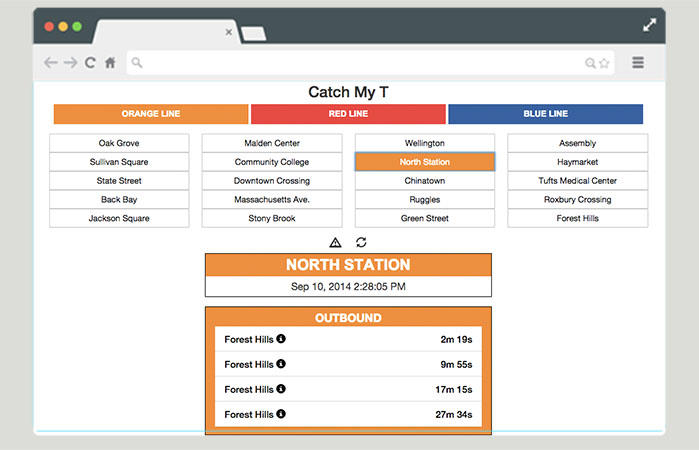 Catch My T
ORANGE LINE RED LINE BLUE LINE
Oak Grove Malden Center Wellington Assembly
Sullivan Square Community College North Station Haymarket
State Street Downtown Crossing Chinatown Tufts Medical Center
Back Bay Massachusetts Ave. Ruggles Roxbury Crossing
Jackson Square Stony Brook Green Street Forest Hills
NORTH STATION
Sep 10, 2014 2:28:05 PM
OUTBOUND
Forest Hills 2m 19s
Forest Hills 9m 55s
Forest Hills 17m 15s
Forest Hills 27m 34s